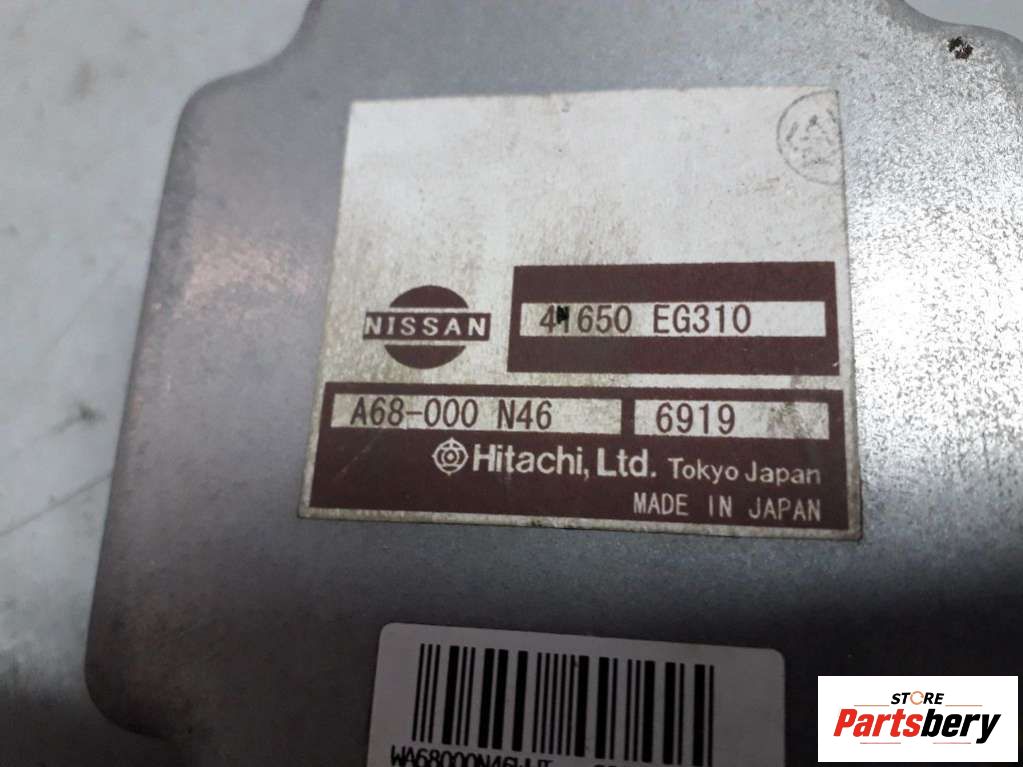 NISSAN
41650 EG310
A68-000 N46 6919
Hitachi, Ltd. Tokyo Japan
MADE IN JAPAN
STORE
Partsbery